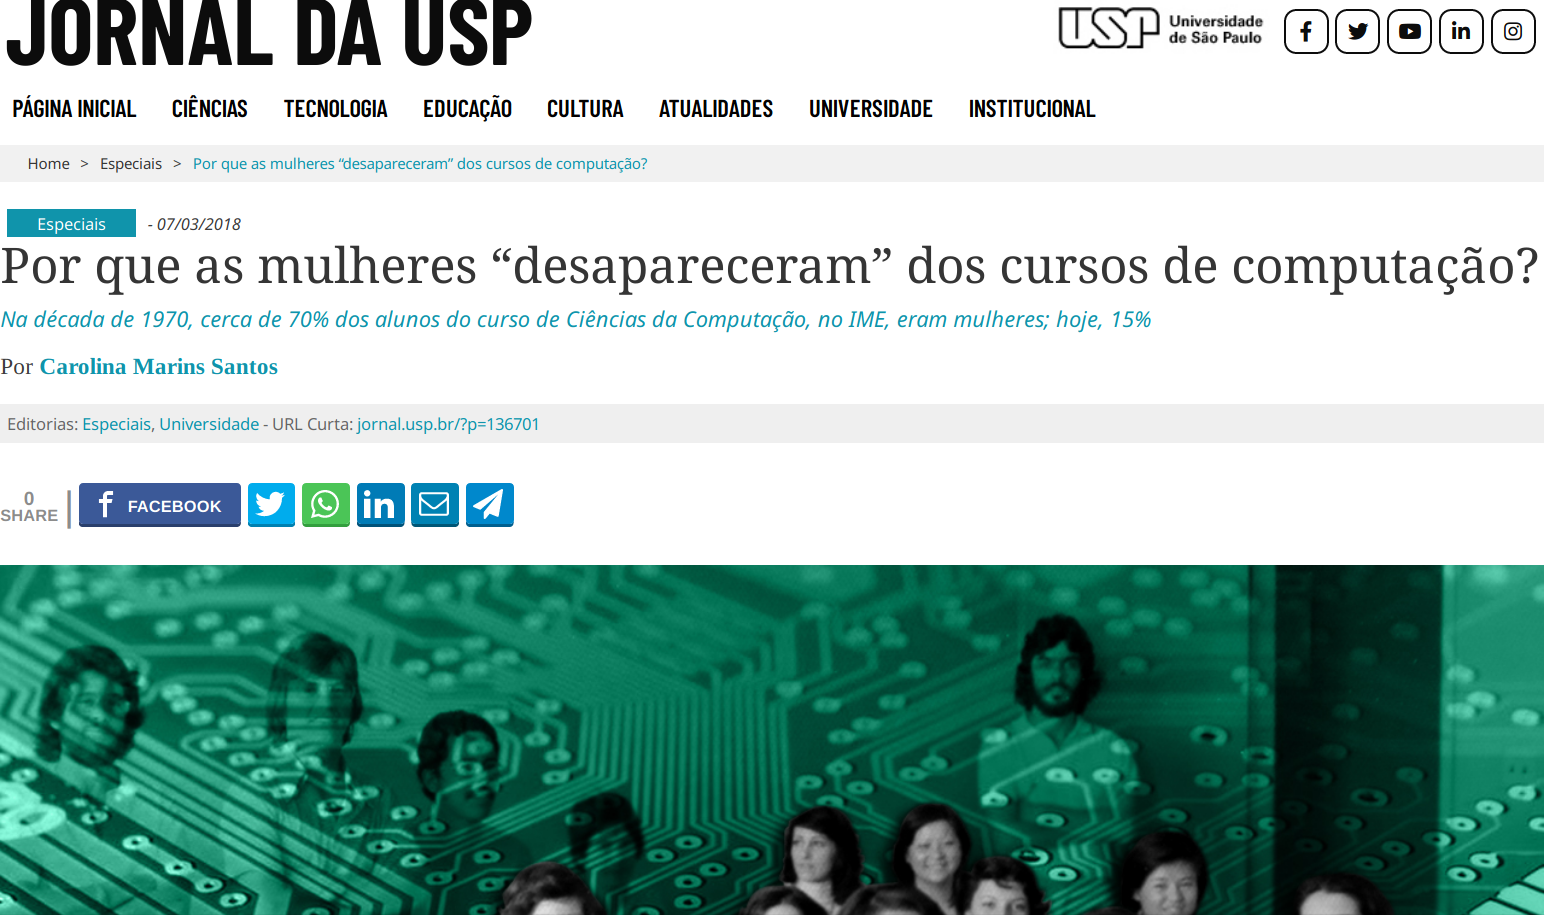 JORNAL DA USP
USP Universidade
de São Paulo
PÁGINA INICIAL CIÊNCIAS TECNOLOGIA EDUCAÇÃO CULTURA ATUALIDADES UNIVERSIDADE INSTITUCIONAL
Home > Especiais > Por que as mulheres “desapareceram” dos cursos de computação?
Especiais - 07/03/2018
Por que as mulheres “desapareceram” dos cursos de computação?
Na década de 1970, cerca de 70% dos alunos do curso de Ciências da Computação, no IME, eram mulheres; hoje, 15%
Por Carolina Marins Santos
Editorias: Especiais, Universidade - URL Curta: jornal.usp.br/?p=136701
0
SHARE
FACEBOOK